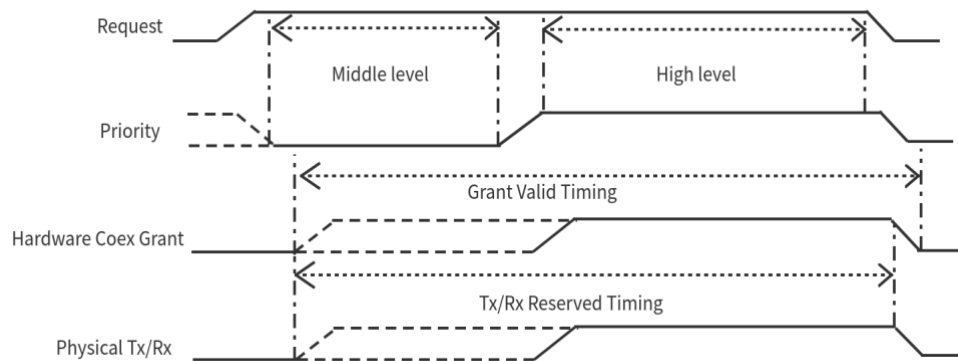 Request
Middle level
High level
Priority
Grant Valid Timing
Hardware Coex Grant
Tx/Rx Reserved Timing
Physical Tx/Rx